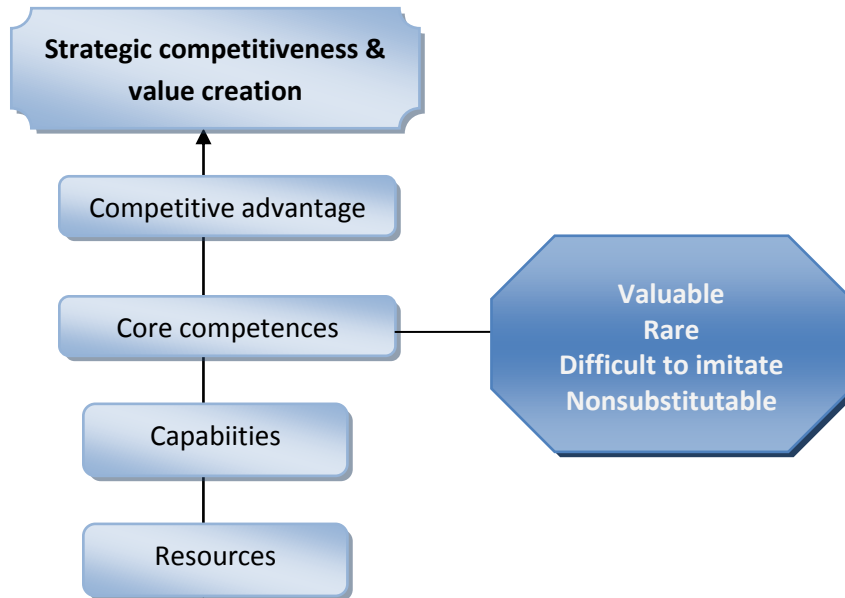 Strategic competitiveness &
value creation
Competitive advantage
Core competences
Valuable
Rare
Difficult to imitate
Nonsubstitutable
Capabiities
Resources